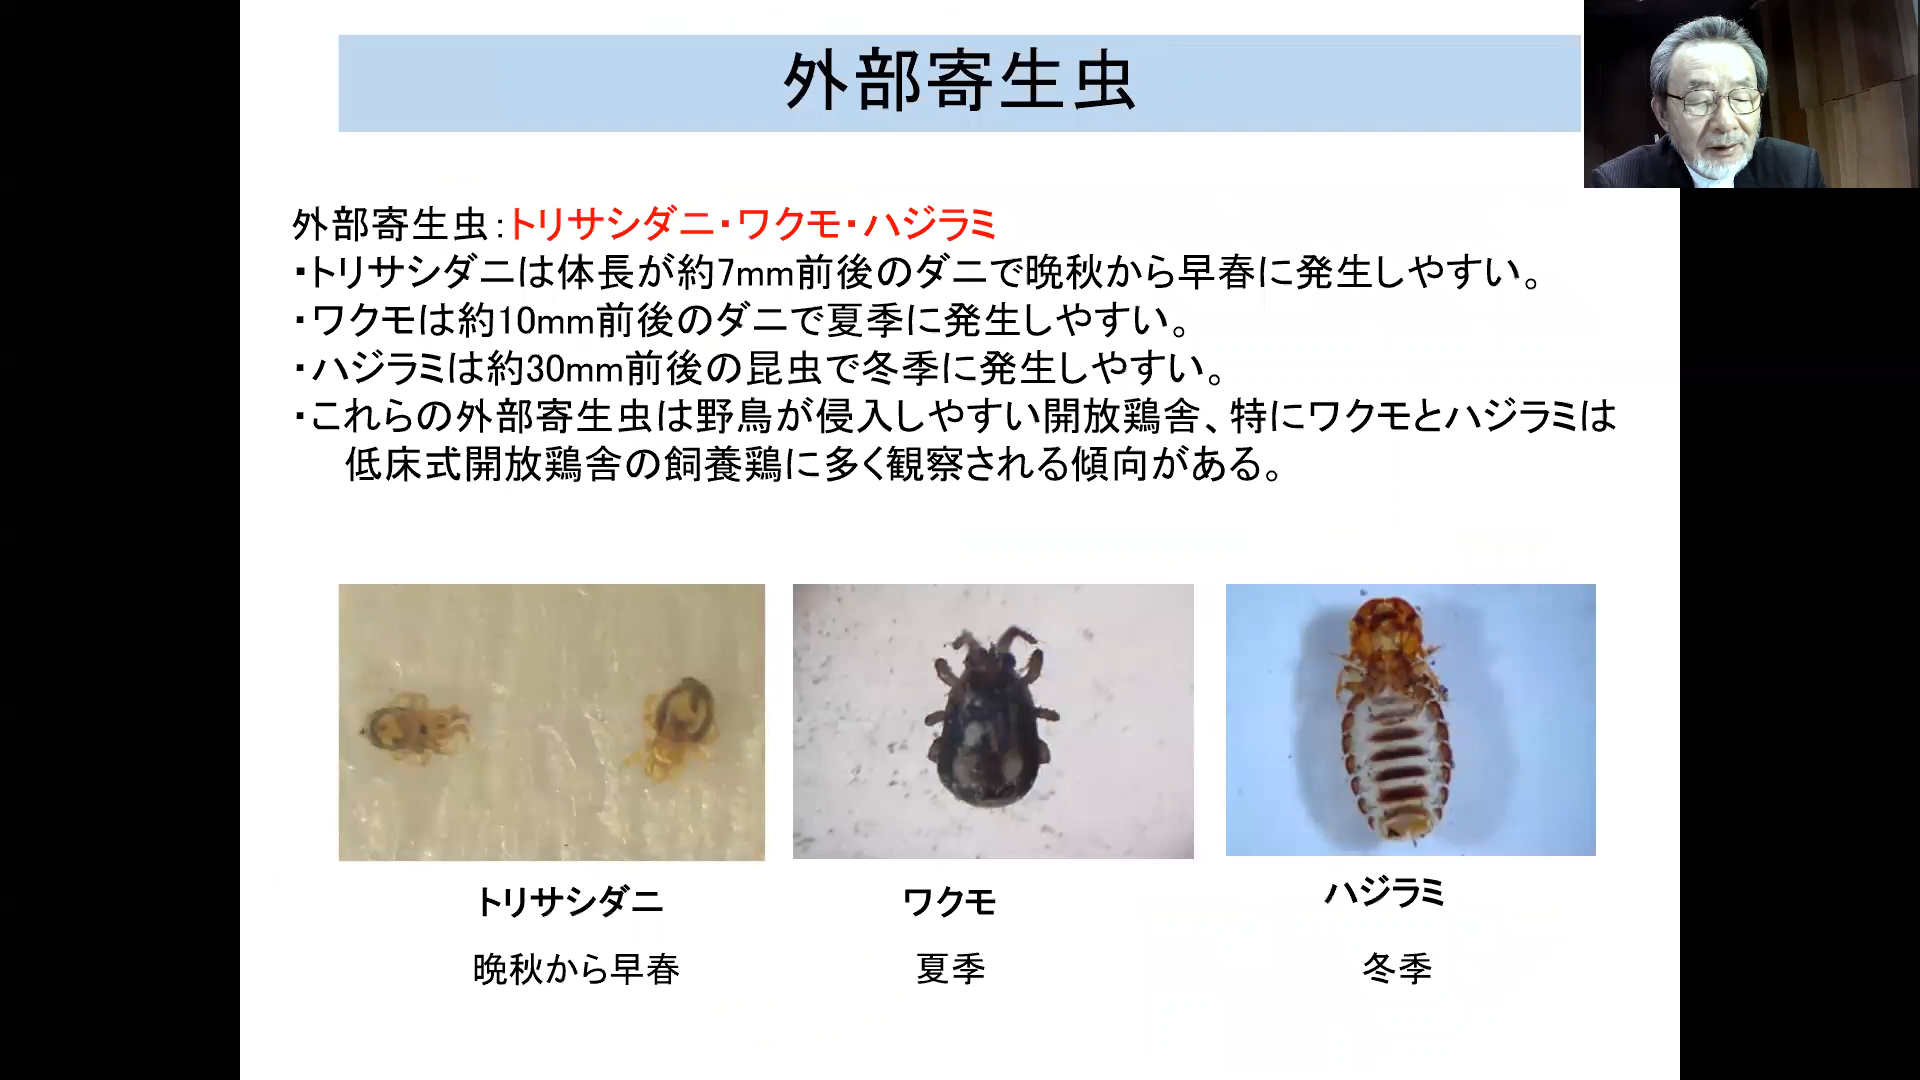 外部寄生虫
外部寄生虫：トリサシダニ・ワクモ・ハジラミ
・トリサシダニは体長が約7mm前後のダニで晩秋から早春に発生しやすい。
・ワクモは約10mm前後のダニで夏季に発生しやすい。
・ハジラミは約30mm前後の昆虫で冬季に発生しやすい。
・これらの外部寄生虫は野鳥が侵入しやすい開放鶏舎、特にワクモとハジラミは
低床式開放鶏舎の飼養鶏に多く観察される傾向がある。
トリサシダニ
ワクモ
ハジラミ
晩秋から早春
夏季
冬季